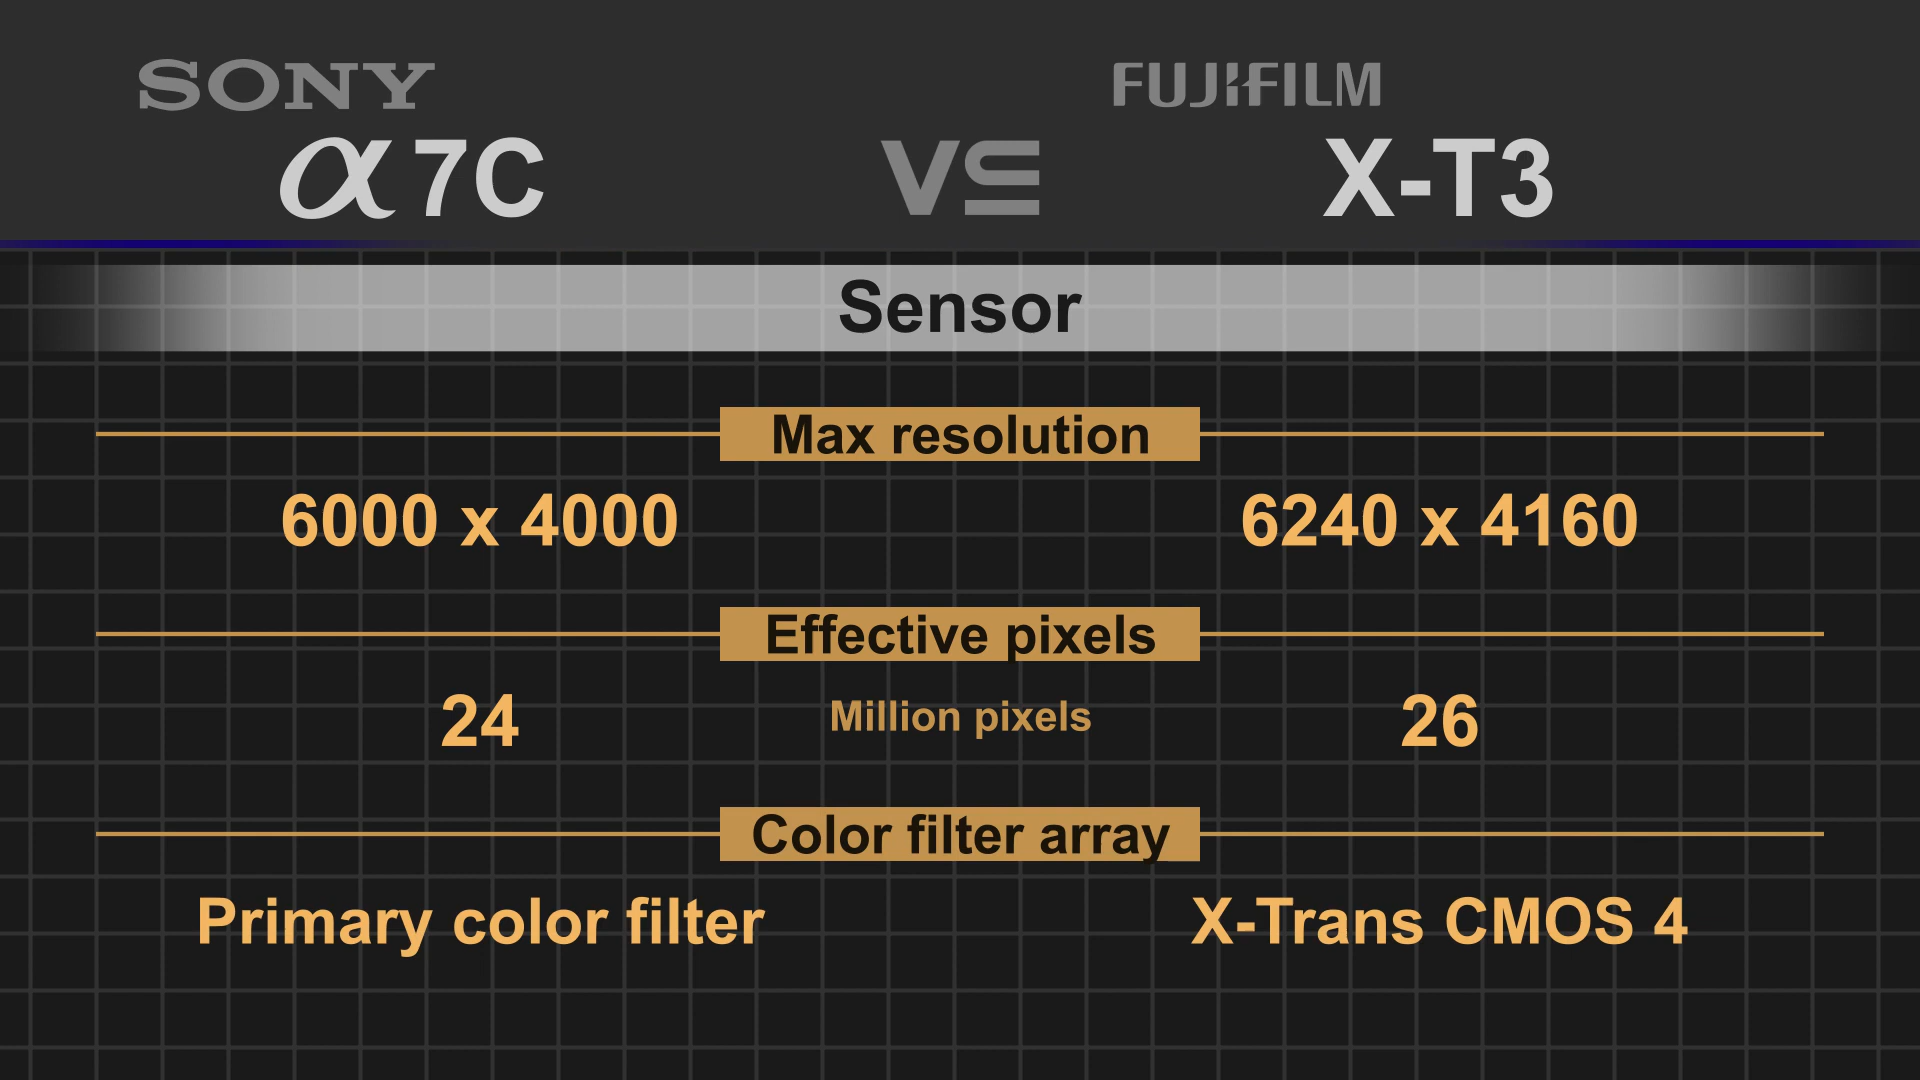 SONY
α7C
VS
FUJIFILM
X-T3
Sensor
Max resolution
6000 x 4000
6240 x 4160
Effective pixels
24
Million pixels
26
Color filter array
Primary color filter
X-Trans CMOS 4